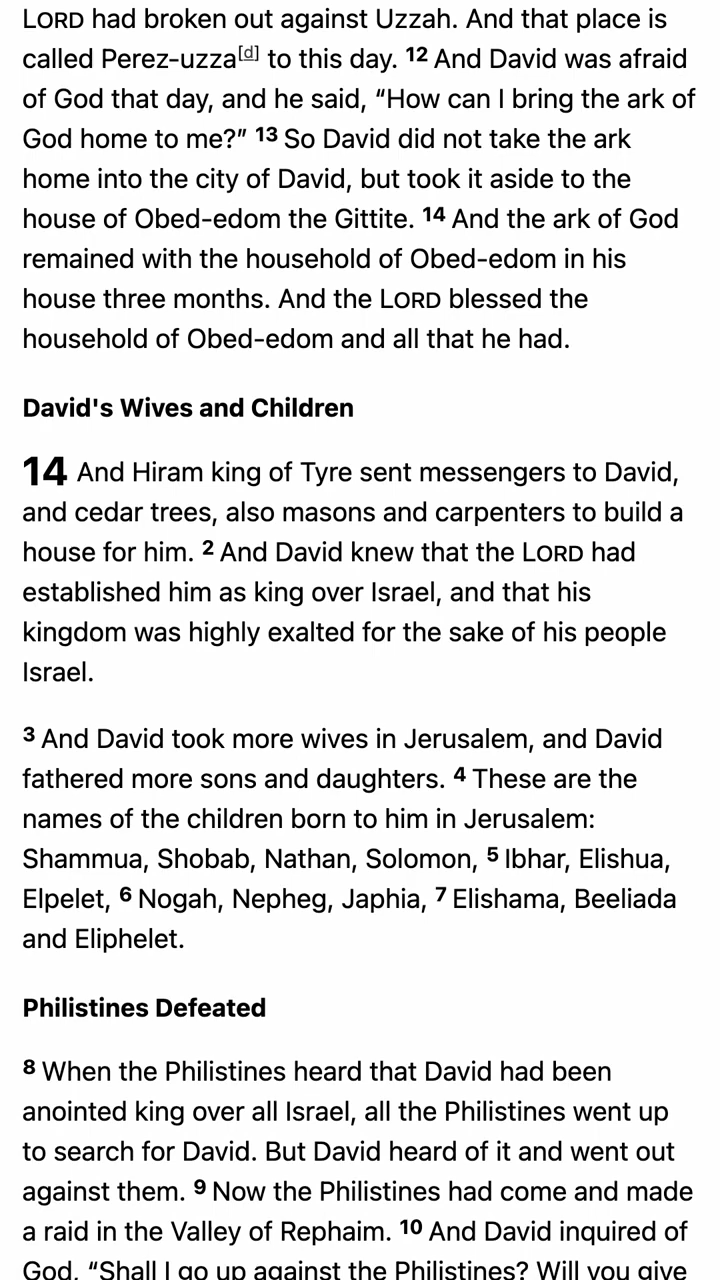 LORD had broken out against Uzzah. And that place is
called Perez-uzza[d] to this day. 12 And David was afraid
of God that day, and he said, “How can I bring the ark of
God home to me?” 13 So David did not take the ark
home into the city of David, but took it aside to the
house of Obed-edom the Gittite. 14 And the ark of God
remained with the household of Obed-edom in his
house three months. And the LORD blessed the
household of Obed-edom and all that he had.
David's Wives and Children
14 And Hiram king of Tyre sent messengers to David,
and cedar trees, also masons and carpenters to build a
house for him. 2 And David knew that the LORD had
established him as king over Israel, and that his
kingdom was highly exalted for the sake of his people
Israel.
3 And David took more wives in Jerusalem, and David
fathered more sons and daughters. 4 These are the
names of the children born to him in Jerusalem:
Shammua, Shobab, Nathan, Solomon, 5 Ibhar, Elishua,
Elpelet, 6 Nogah, Nepheg, Japhia, 7 Elishama, Beeliada
and Eliphelet.
Philistines Defeated
8 When the Philistines heard that David had been
anointed king over all Israel, all the Philistines went up
to search for David. But David heard of it and went out
against them. 9 Now the Philistines had come and made
a raid in the Valley of Rephaim. 10 And David inquired of
God, “Shall I go up against the Philistines? Will you give